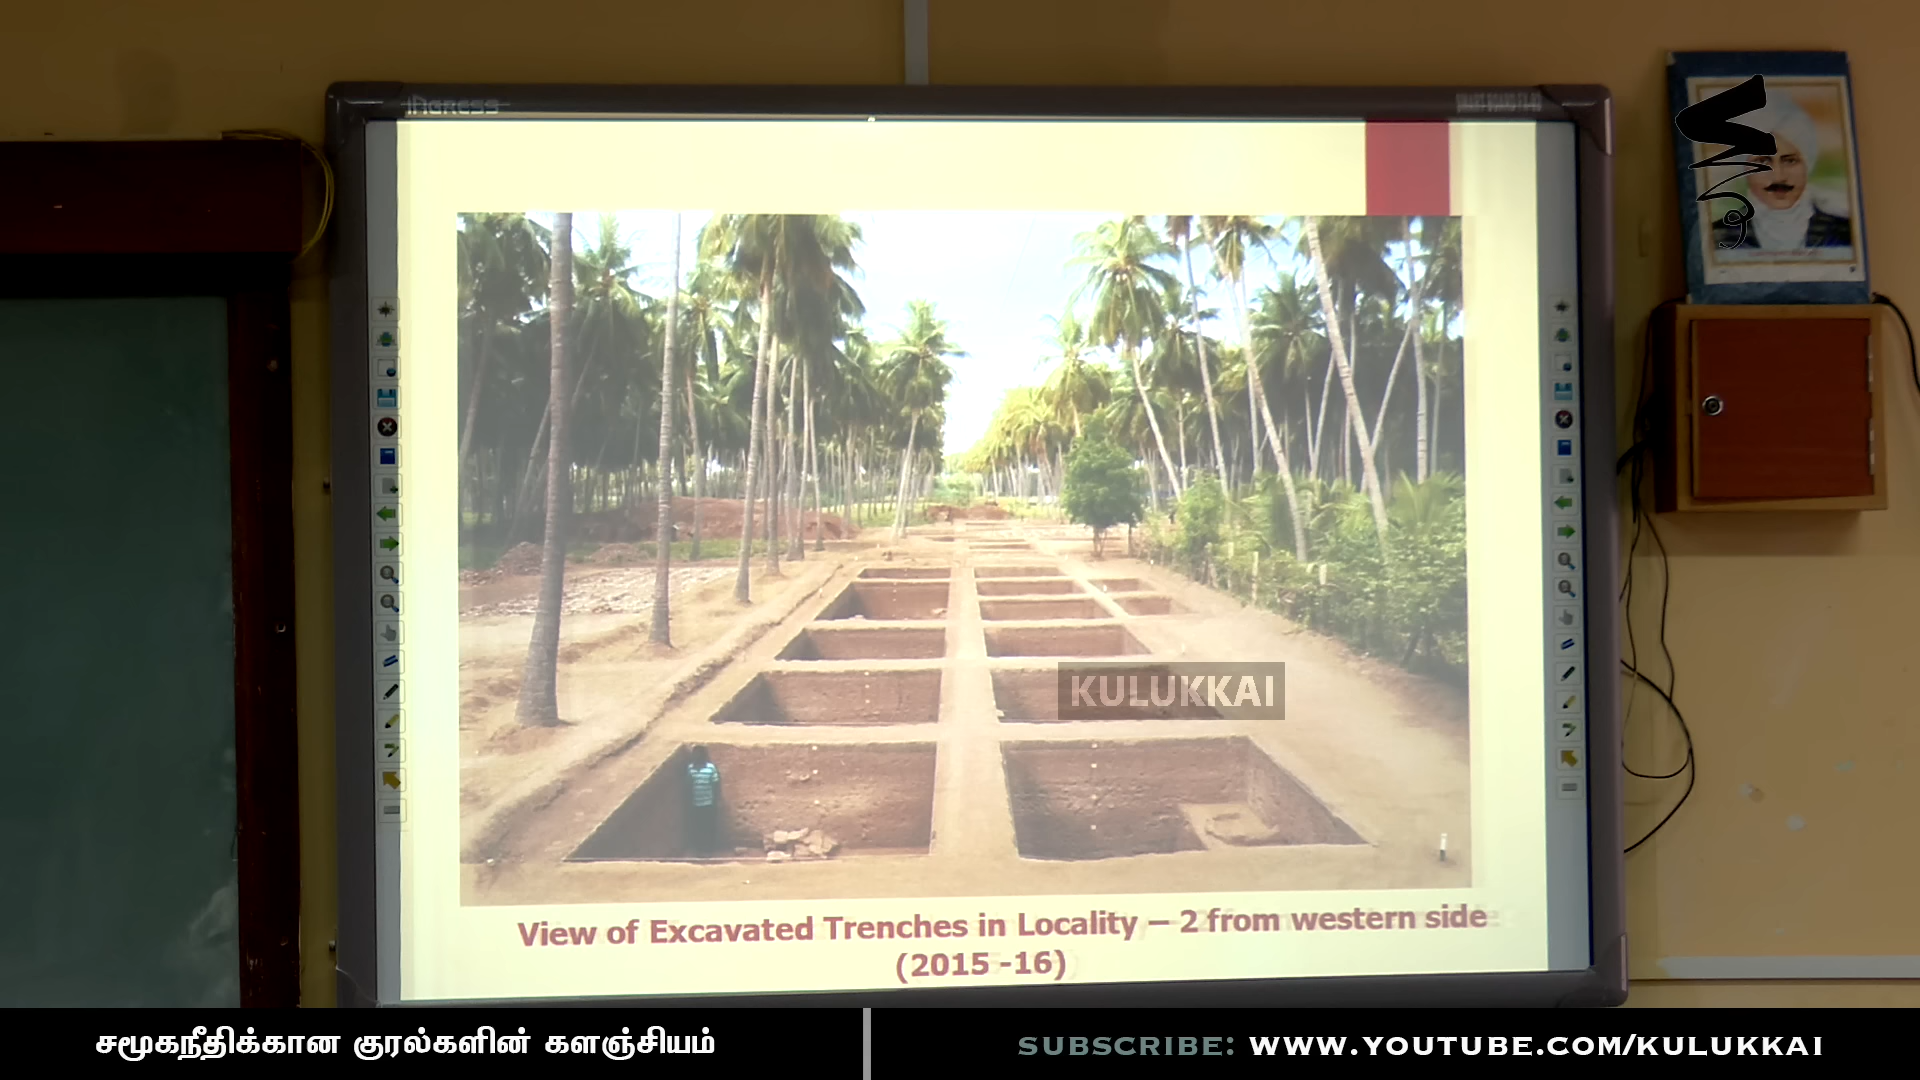 INGRESS
KULUKKAI
View of Excavated Trenches in Locality – 2 from western side
(2015 -16)
சமூகநீதிக்கான குரல்களின் களஞ்சியம்
SUBSCRIBE: WWW.YOUTUBE.COM/KULUKKAI